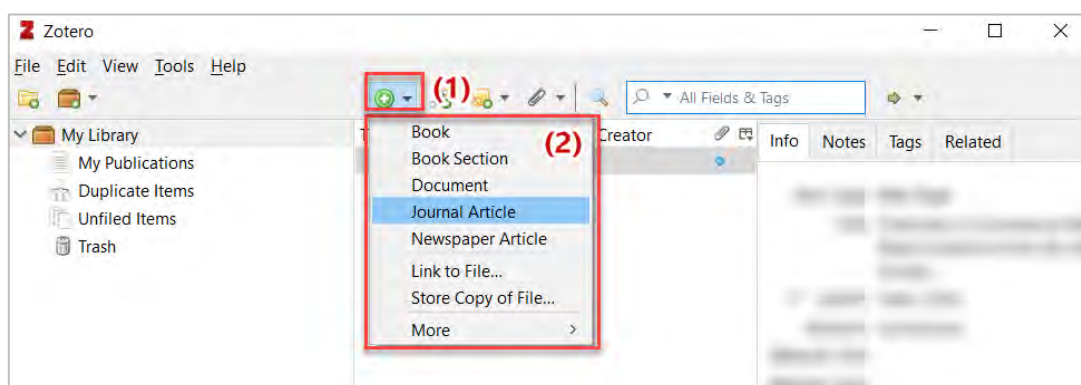 Zotero
File Edit View Tools Help
(1)
All Fields & Tags
My Library
My Publications
Duplicate Items
Unfiled Items
Trash
T
Creator
Book
(2)
Book Section
Document
Journal Article
Newspaper Article
Link to File...
Store Copy of File...
More
Info Notes Tags Related